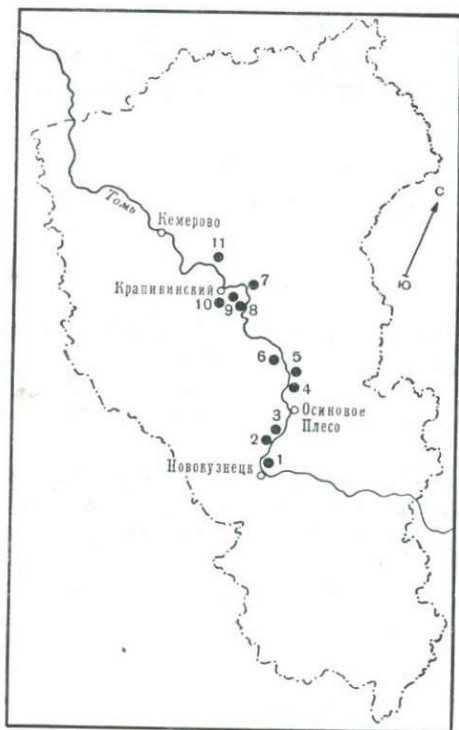 С
Ю
Томь
Кемерово
11
7
Крапивинский
10
9
8
6
5
4
Осиновое
Плесо
3
2
1
Новокузнецк